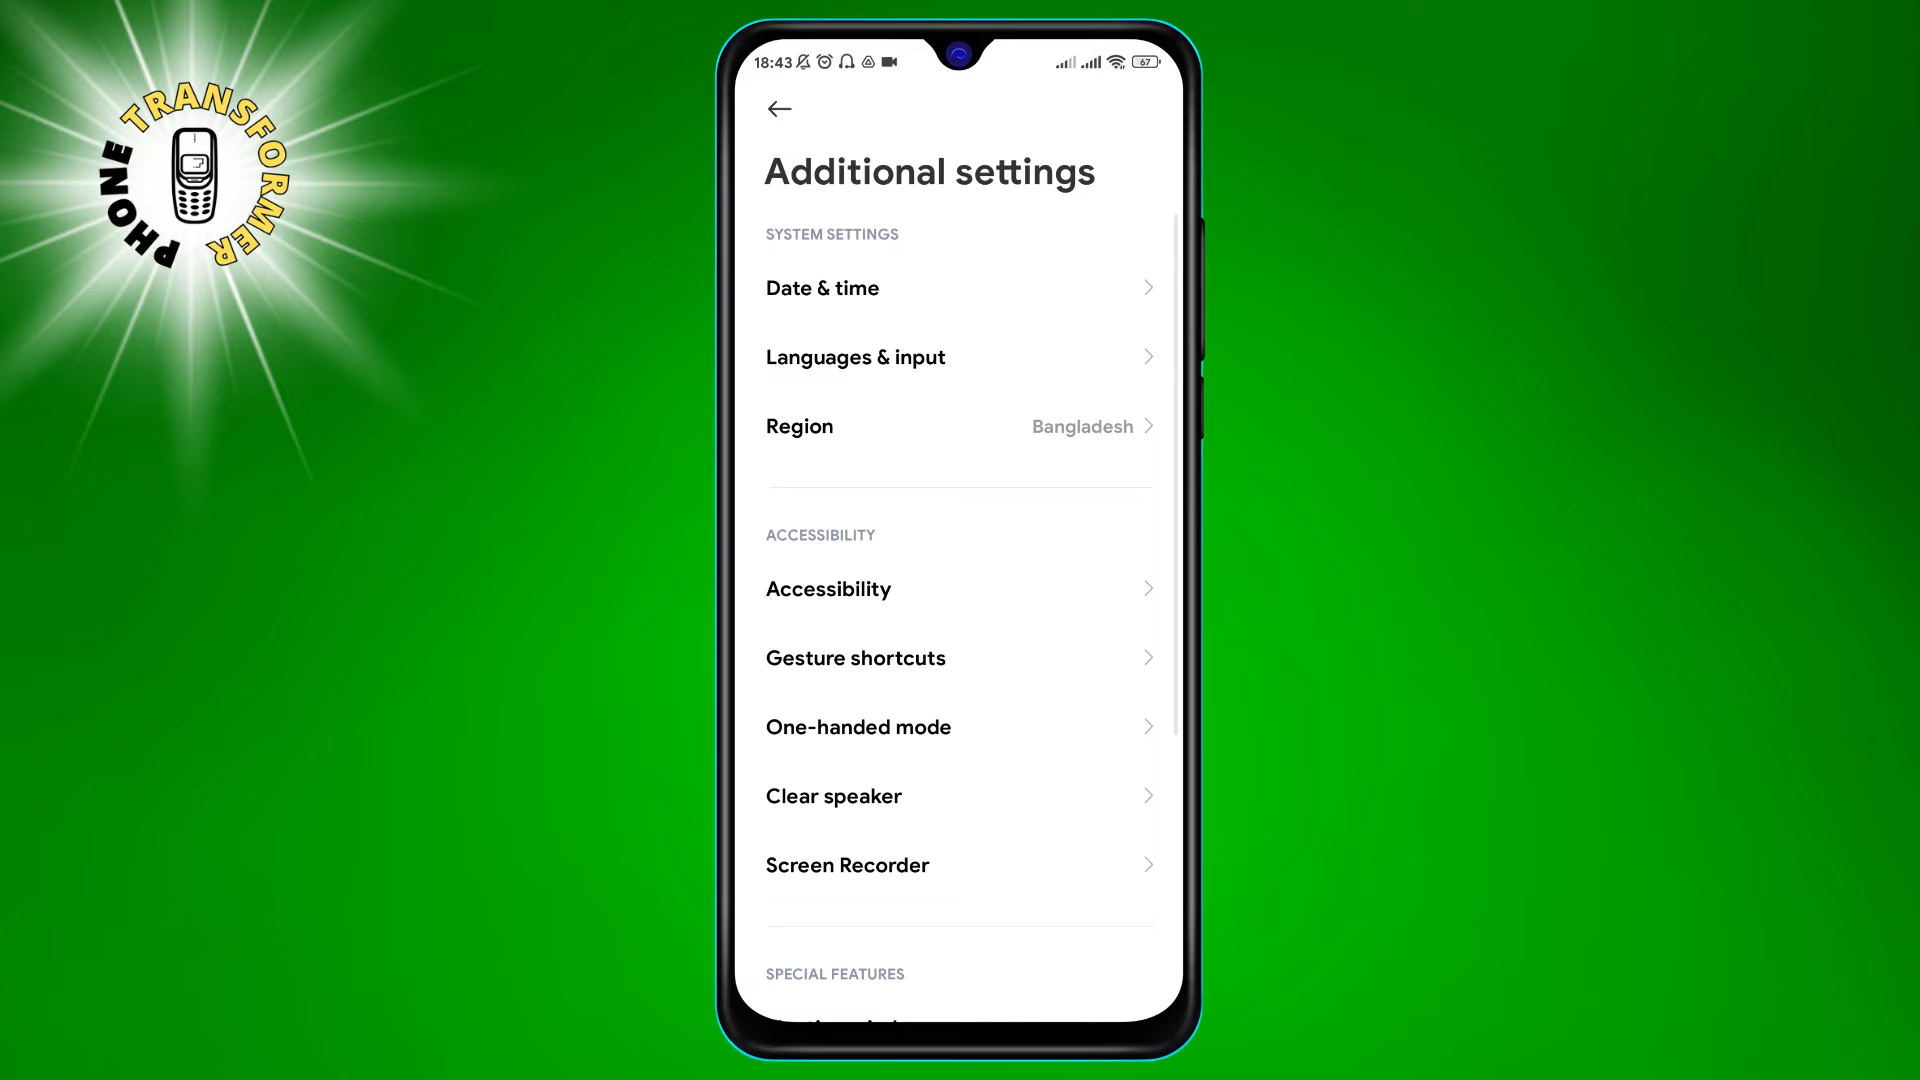 PHONE TRANSFORMER
18:43
67
Additional settings
SYSTEM SETTINGS
Date & time
Languages & input
Region
Bangladesh
ACCESSIBILITY
Accessibility
Gesture shortcuts
One-handed mode
Clear speaker
Screen Recorder
SPECIAL FEATURES